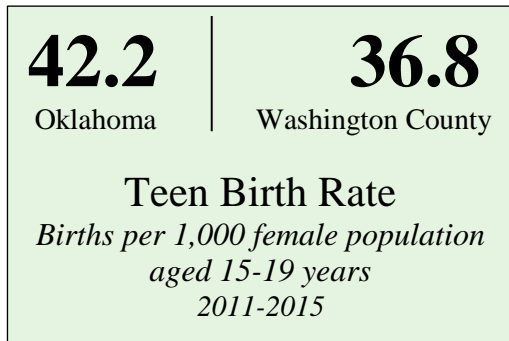 42.2 36.8
Oklahoma Washington County
Teen Birth Rate
Births per 1,000 female population
aged 15-19 years
2011-2015